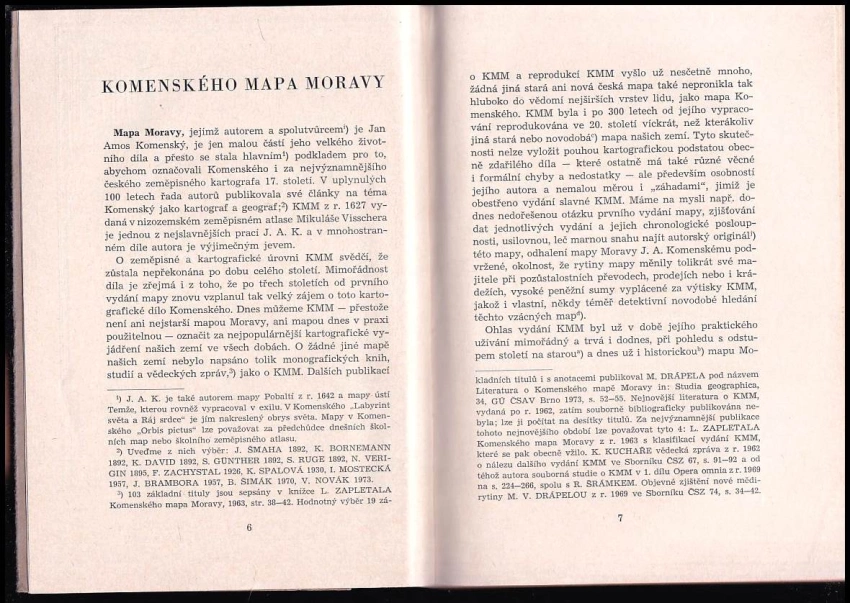 KOMENSKÉHO MAPA MORAVY
Mapa Moravy, jejímž autorem a spolutvůrcem¹) je Jan
Amos Komenský, je jen malou částí jeho velkého život-
ního díla a přesto se stala hlavním¹) podkladem pro to,
abychom označovali Komenského i za nejvýznamnějšího
českého zeměpisného kartografa 17. století. V uplynulých
100 letech řada autorů publikovala své články na téma
Komenský jako kartograf a geograf;²) KMM z r. 1627 vy-
daná v nizozemském zeměpisném atlase Mikuláše Visschera
je jednou z nejslavnějších prací J. A. K. a v mnohostran-
ném díle autora je výjimečným jevem.
O zeměpisné a kartografické úrovni KMM svědčí, že
zůstala nepřekonána po dobu celého století. Mimořádnost
díla je zřejmá i z toho, že po třech stoletích od prvního
vydání mapy znovu vzplanul tak velký zájem o toto karto-
grafické dílo Komenského. Dnes můžeme KMM — přestože
není ani nejstarší mapou Moravy, ani mapou dnes v praxi
použitelnou — označit za nejpopulárnější kartografické vy-
jádření našich zemí ve všech dobách. O žádné jiné mapě
našich zemí nebylo napsáno tolik monografických knih,
studií a vědeckých zpráv,³) jako o KMM. Dalších publikací
¹) J. A. K. je také autorem mapy Pobaltí z r. 1642 a mapy ústí
Temže, kterou rovněž vypracoval v exilu. V Komenského „Labyrint
světa a Ráj srdce" je jím nakreslený obrys světa. Mapy v Komen-
ského „Orbis pictus" lze považovat za předchůdce dnešních škol-
ních map nebo školního zeměpisného atlasu.
²) Uveďme z nich výběr: J. ŠMAHA 1892, K. BORNEMANN
1892, K. DAVID 1892, S. GÜNTHER 1892, S. RUGE 1892, N. VERI-
GIN 1895, F. ZACHYSTAL 1926, K. SPALOVÁ 1930, I. MOSTECKÁ
1957, J. BRAMBORA 1957, B. ŠIMÁK 1970, V. NOVÁK 1973.
³) 103 základní tituly jsou sepsány v knížce L. ZAPLETALA
Komenského mapa Moravy, 1963, str. 38—42. Hodnotný výběr 19 zá-
6
o KMM a reprodukcí KMM vyšlo už nesčetně mnoho,
žádná jiná stará ani nová česká mapa také nepronikla tak
hluboko do vědomí nejširších vrstev lidu, jako mapa Ko-
menského. KMM byla i po 300 letech od jejího vypraco-
vání reprodukována ve 20. století víckrát, než kterákoliv
jiná stará nebo novodobá⁶) mapa našich zemí. Tyto skuteč-
nosti nelze vyložit pouhou kartografickou podstatou obec-
ně zdařilého díla — které ostatně má také různé věcné
i formální chyby a nedostatky — ale především osobností
jejího autora a nemalou měrou i „záhadami", jimiž je
obestřeno vydání slavné KMM. Máme na mysli např. do-
dnes nedořešenou otázku prvního vydání mapy, zjišťování
dat jednotlivých vydání a jejich chronologické posloup-
nosti, usilovnou, leč marnou snahu najít autorský originál¹)
této mapy, odhalení mapy Moravy J. A. Komenskému pod-
vržené, okolnost, že rytiny mapy měnily tolikrát své ma-
jitele při pozůstalostních převodech, prodejích nebo i krá-
dežích, vysoké peněžní sumy vyplácené za výtisky KMM,
jakož i vlastní, někdy téměř detektivní novodobé hledání
těchto vzácných map⁴).
Ohlas vydání KMM byl už v době jejího praktického
užívání mimořádný a trvá i dodnes, při pohledu s odstu-
pem století na starou⁴) a dnes už i historickou⁵) mapu Mo-
kladních titulů i s anotacemi publikoval M. DRÁPELA pod názvem
Literatura o Komenského mapě Moravy in: Studia geographica,
34, GÚ ČSAV Brno 1973, s. 52—55. Nejnovější literatura o KMM,
vydaná po r. 1962, zatím souborně bibliograficky publikována ne-
byla; lze ji počítat na desítky titulů. Za nejvýznamnější publikace
tohoto nejnovějšího období lze považovat tyto 4: L. ZAPLETALA
Komenského mapa Moravy z r. 1963 s klasifikací vydání KMM,
které se pak obecně vžilo. K. KUCHAŘE vědecká zpráva z r. 1962
o nálezu dalšího vydání KMM ve Sborníku ČSZ 67, s. 91—92 a od
téhož autora souborná studie o KMM v 1. dílu Opera omnia z r. 1969
na s. 224—266, spolu s R. ŠRÁMKEM. Objevné zjištění nové mědi-
rytiny M. V. DRÁPELOU z r. 1969 ve Sborníku ČSZ 74, s. 34—42.
7